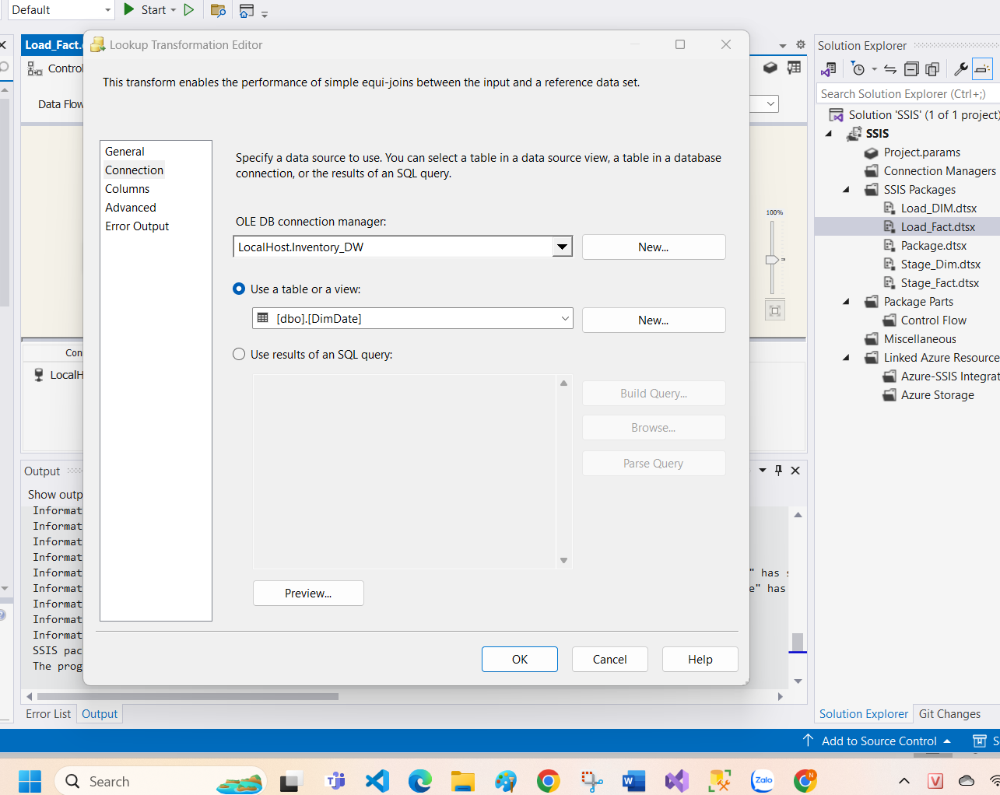 Default
Start
Load_Fact.
Lookup Transformation Editor
Solution Explorer
Control
This transform enables the performance of simple equi-joins between the input and a reference data set.
Search Solution Explorer (Ctrl+;)
Data Flow
Solution 'SSIS' (1 of 1 project)
SSIS
General
Connection
Columns
Advanced
Error Output
Specify a data source to use. You can select a table in a data source view, a table in a database
connection, or the results of an SQL query.
OLE DB connection manager:
LocalHost.Inventory_DW
New...
Use a table or a view:
[dbo].[DimDate]
New...
Use results of an SQL query:
Build Query...
Browse...
Parse Query
Preview...
OK
Cancel
Help
Project.params
Connection Managers
SSIS Packages
Load_DIM.dtsx
Load_Fact.dtsx
Package.dtsx
Stage_Dim.dtsx
Stage_Fact.dtsx
Package Parts
Control Flow
Miscellaneous
Linked Azure Resource
Azure-SSIS Integrat
Azure Storage
100%
Con
LocalH
Output
Show outp
Informat
Informat
Informat
Informat
Informat
" has s
Informat
e" has
Informat
Informat
Informat
SSIS pac
The prog
Error List
Output
Solution Explorer
Git Changes
Add to Source Control
S
Search
Zalo
N
V